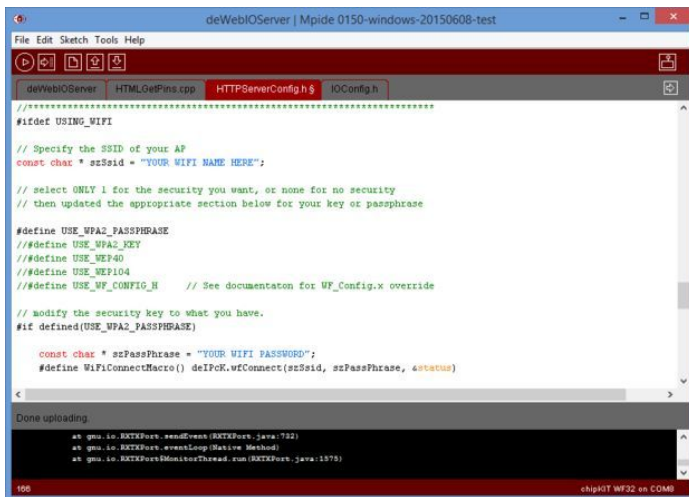 deWebIOServer | Mpide 0150-windows-20150608-test
File Edit Sketch Tools Help
deWebIOServer HTMLGetPins.cpp HTTPServerConfig.h § IOConfig.h
#ifdef USING_WIFI
// Specify the SSID of your AP
const char * szSsid = "YOUR WIFI NAME HERE";
// select ONLY 1 for the security you want, or none for no security
// then updated the appropriate section below for your key or passphrase
#define USE_WPA2_PASSPHRASE
//#define USE_WPA2_KEY
//#define USE_WEP40
//#define USE_WEP104
//#define USE_WF_CONFIG_H // See documentaton for WF_Config.x override
// modify the security key to what you have.
#if defined(USE_WPA2_PASSPHRASE)
const char * szPassPhrase = "YOUR WIFI PASSWORD";
#define WiFiConnectMacro() deIPcK.wfConnect(szSsid, szPassPhrase, &status)
Done uploading.
at gnu.io.RXTXPort.sendEvent(RXTXPort.java:732)
at gnu.io.RXTXPort.eventLoop(Native Method)
at gnu.io.RXTXPort$MonitorThread.run(RXTXPort.java:1575)
166 chipKIT WF32 on COM8